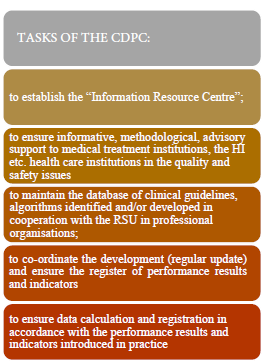 TASKS OF THE CDPC:
to establish the “Information Resource Centre”;
to ensure informative, methodological, advisory
support to medical treatment institutions, the HI
etc. health care institutions in the quality and
safety issues
to maintain the database of clinical guidelines,
algorithms identified and/or developed in
cooperation with the RSU in professional
organisations;
to co-ordinate the development (regular update)
and ensure the register of performance results
and indicators
to ensure data calculation and registration in
accordance with the performance results and
indicators introduced in practice